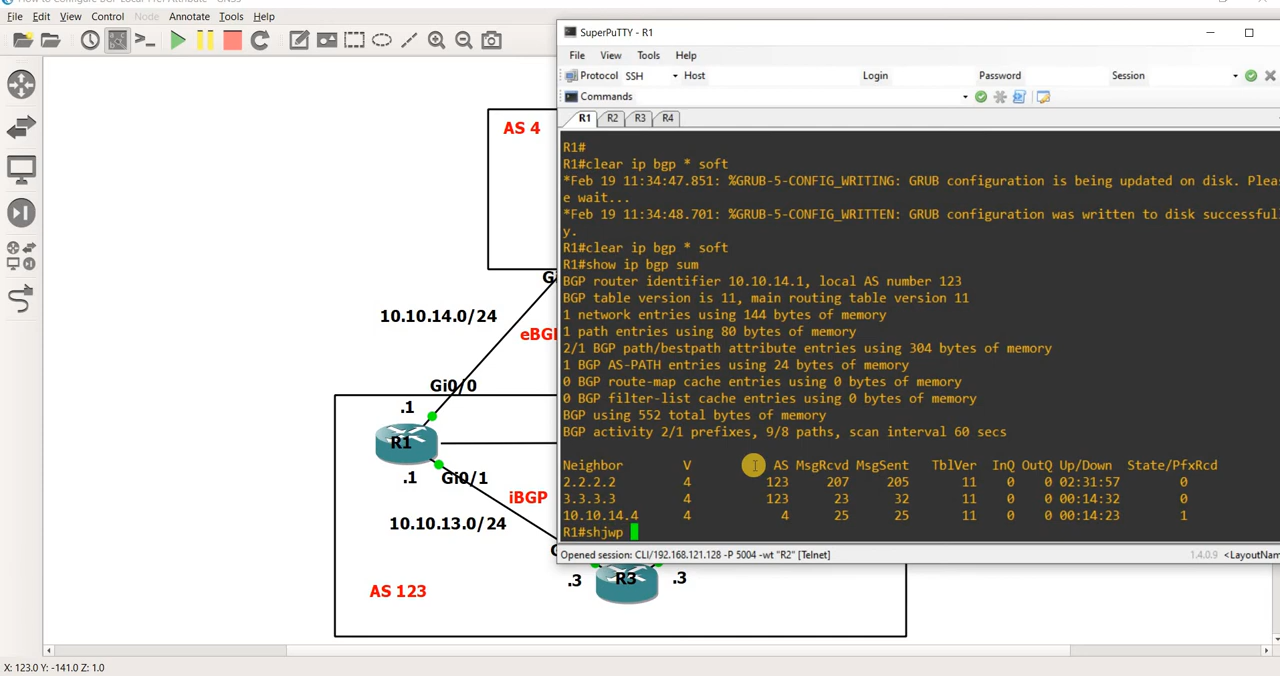 File Edit View Control Node Annotate Tools Help
AS 4
10.10.14.0/24
eBGP
Gi0/0
.1
R1
.1
Gi0/1
iBGP
10.10.13.0/24
AS 123
.3
R3
.3
X: 123.0 Y: -141.0 Z: 1.0
SuperPuTTY - R1
File View Tools Help
Protocol SSH Host Login Password Session
Commands
R1 R2 R3 R4
R1#
R1#clear ip bgp * soft
*Feb 19 11:34:47.851: %GRUB-5-CONFIG_WRITING: GRUB configuration is being updated on disk. Pleas
e wait...
*Feb 19 11:34:48.701: %GRUB-5-CONFIG_WRITTEN: GRUB configuration was written to disk successfull
y.
R1#clear ip bgp * soft
R1#show ip bgp sum
BGP router identifier 10.10.14.1, local AS number 123
BGP table version is 11, main routing table version 11
1 network entries using 144 bytes of memory
1 path entries using 80 bytes of memory
2/1 BGP path/bestpath attribute entries using 304 bytes of memory
1 BGP AS-PATH entries using 24 bytes of memory
0 BGP route-map cache entries using 0 bytes of memory
0 BGP filter-list cache entries using 0 bytes of memory
BGP using 552 total bytes of memory
BGP activity 2/1 prefixes, 9/8 paths, scan interval 60 secs
Neighbor V AS MsgRcvd MsgSent TblVer InQ OutQ Up/Down State/PfxRcd
2.2.2.2 4 123 207 205 11 0 0 02:31:57 0
3.3.3.3 4 123 23 32 11 0 0 00:14:32 0
10.10.14.4 4 4 25 25 11 0 0 00:14:23 1
R1#shjwp
Opened session: CLI/192.168.121.128 -P 5004 -wt "R2" [Telnet] 1.4.0.9 <LayoutNam